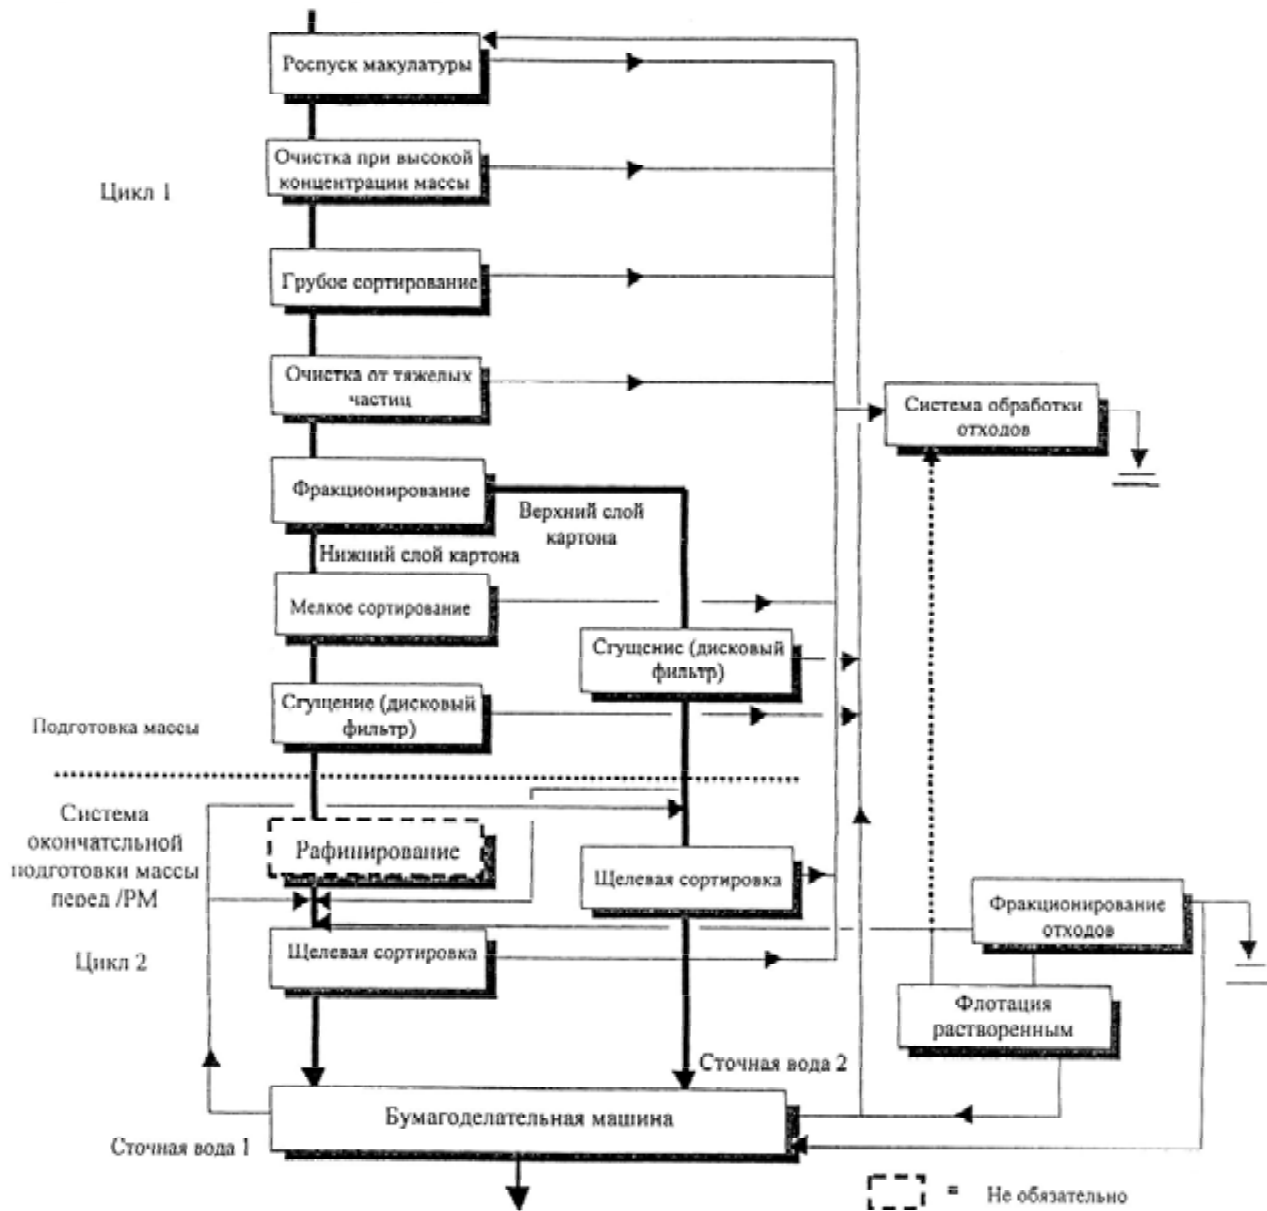 Роспуск макулатуры
Очистка при высокой
концентрации массы
Цикл 1
Грубое сортирование
Очистка от тяжелых
частиц
Система обработки
отходов
Фракционирование
Верхний слой
картона
Нижний слой картона
Мелкое сортирование
Сгущение (дисковый
фильтр)
Сгущение (дисковый
фильтр)
Подготовка массы
Система
окончательной
подготовки массы
перед /РМ
Рафинирование
Щелевая сортировка
Фракционирование
отходов
Цикл 2
Щелевая сортировка
Флотация
растворенным
Сточная вода 2
Бумагоделательная машина
Сточная вода 1
= Не обязательно